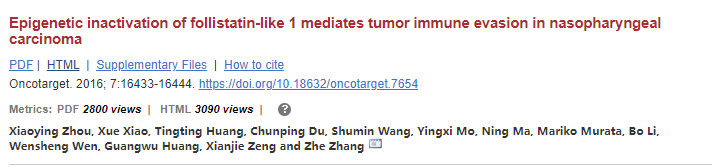 Epigenetic inactivation of follistatin-like 1 mediates tumor immune evasion in nasopharyngeal
carcinoma
PDF | HTML | Supplementary Files | How to cite
Oncotarget. 2016; 7:16433-16444. https://doi.org/10.18632/oncotarget.7654
Metrics: PDF 2800 views | HTML 3090 views | ?
Xiaoying Zhou, Xue Xiao, Tingting Huang, Chunping Du, Shumin Wang, Yingxi Mo, Ning Ma, Mariko Murata, Bo Li,
Wensheng Wen, Guangwu Huang, Xianjie Zeng and Zhe Zhang